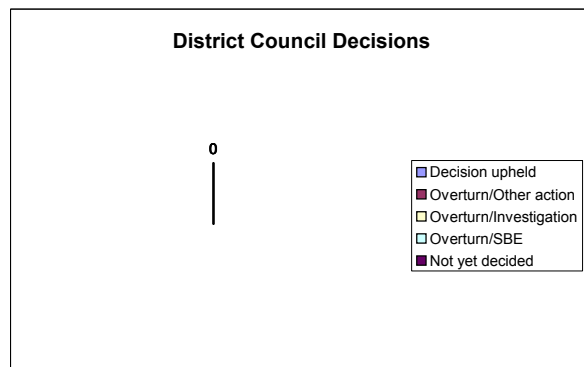 District Council Decisions
0
Decision upheld
Overturn/Other action
Overturn/Investigation
Overturn/SBE
Not yet decided